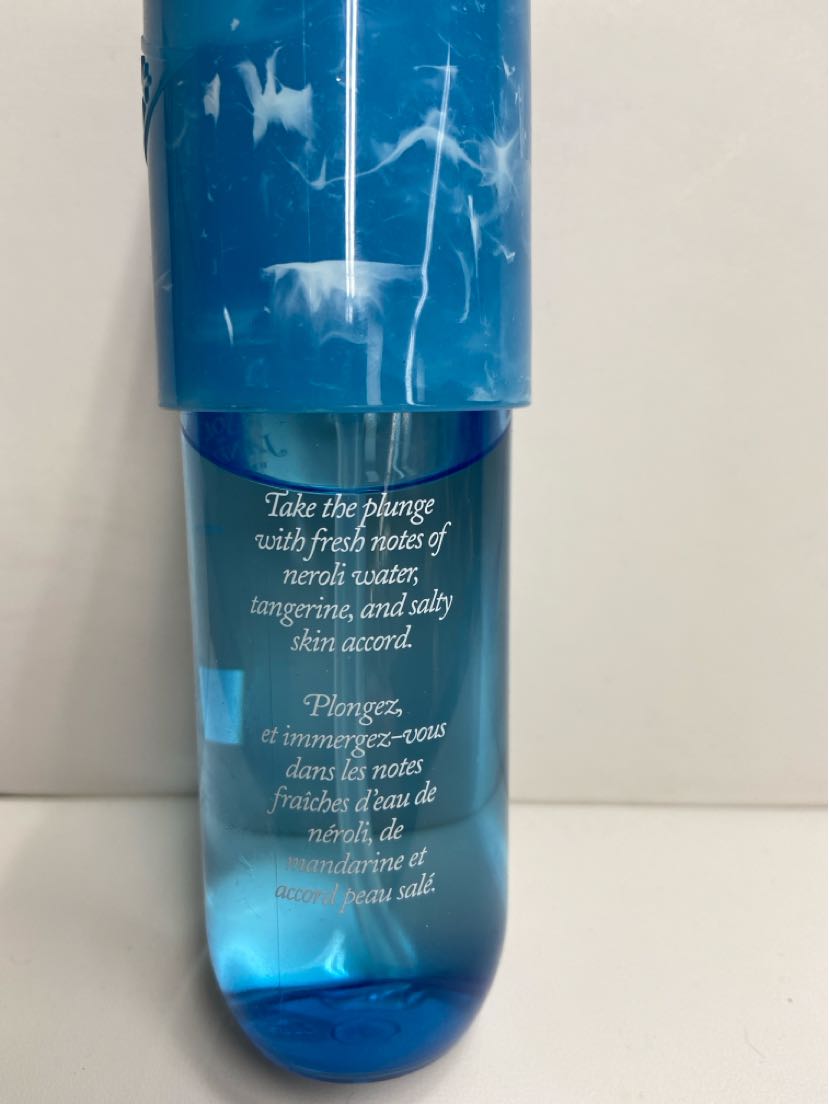 Take the plunge
with fresh notes of
neroli water,
tangerine, and salty
skin accord.
Plongez,
et immergez-vous
dans les notes
fraîches d'eau de
néroli, de
mandarine et
accord peau salé.